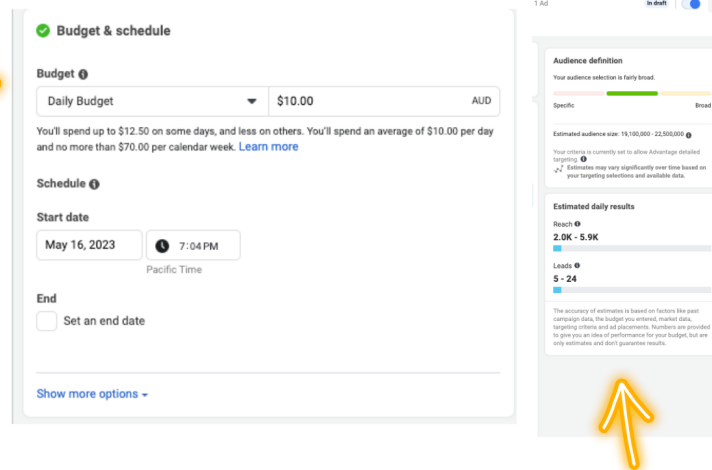 Budget & schedule
Budget
Daily Budget
$10.00 AUD
You'll spend up to $12.50 on some days, and less on others. You'll spend an average of $10.00 per day
and no more than $70.00 per calendar week. Learn more
Schedule
Start date
May 16, 2023
7:04 PM
Pacific Time
End
Set an end date
Show more options
1 Ad
In draft
Audience definition
Your audience selection is fairly broad.
Specific Broad
Estimated audience size: 19,100,000 - 22,500,000
Your criteria is currently set to allow Advantage detailed
targeting.
Estimates may vary significantly over time based on
your targeting selections and available data.
Estimated daily results
Reach
2.0K - 5.9K
Leads
5 - 24
The accuracy of estimates is based on factors like past
campaign data, the budget you entered, market data,
targeting criteria and ad placements. Numbers are provided
to give you an idea of performance for your budget, but are
only estimates and don't guarantee results.